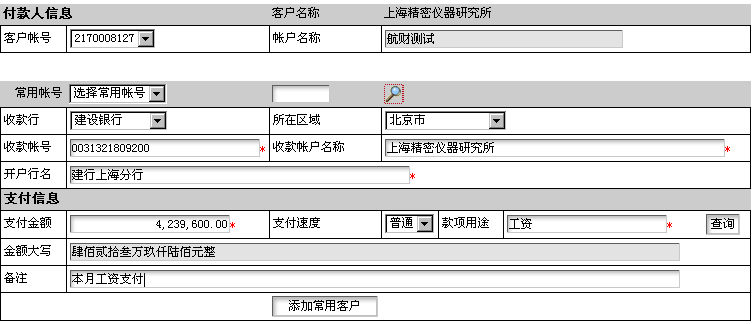 付款人信息 客户名称 上海精密仪器研究所
客户帐号 2170008127 帐户名称 航财测试
常用帐号 选择常用帐号
收款行 建设银行 所在区域 北京市
收款帐号 0031321809200* 收款帐户名称 上海精密仪器研究所*
开户行名 建行上海分行*
支付信息
支付金额 4,239,600.00* 支付速度 普通 款项用途 工资* 查询
金额大写 肆佰贰拾叁万玖仟陆佰元整
备注 本月工资支付
添加常用客户